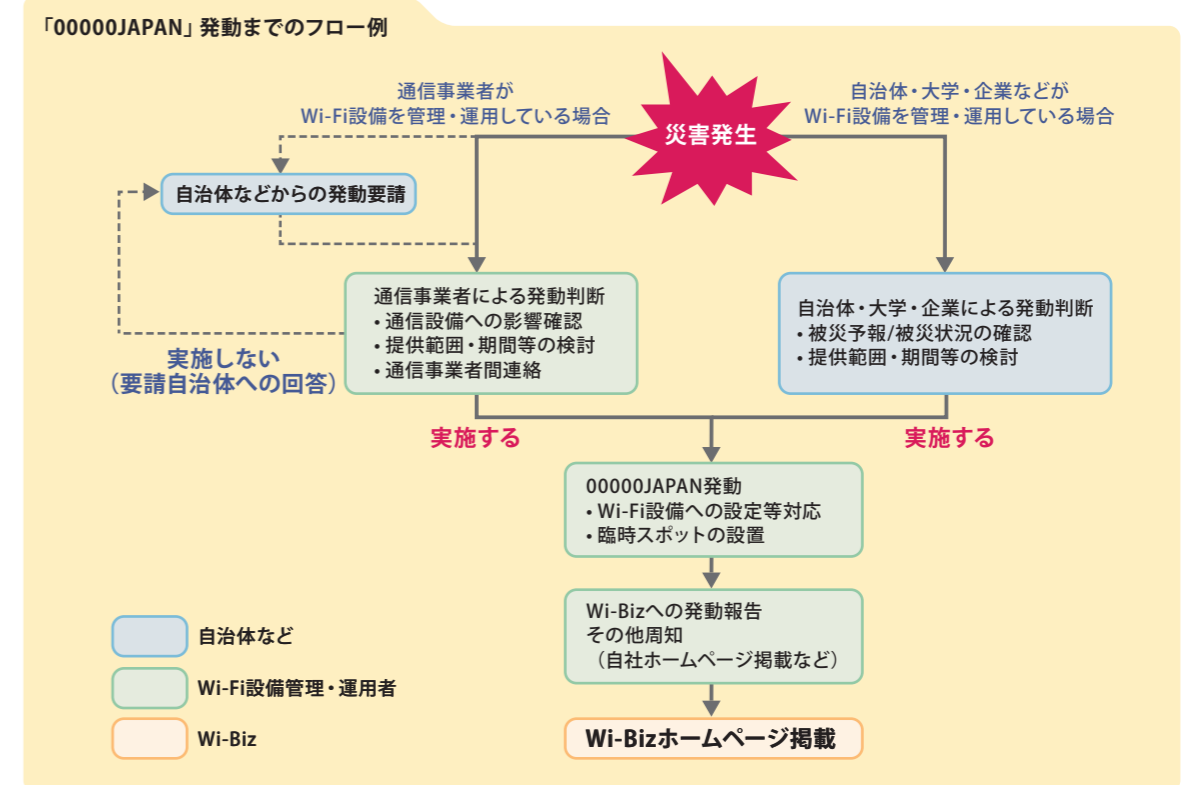 「00000JAPAN」発動までのフロー例
通信事業者が
Wi-Fi設備を管理・運用している場合
災害発生
自治体・大学・企業などが
Wi-Fi設備を管理・運用している場合
自治体などからの発動要請
通信事業者による発動判断
• 通信設備への影響確認
• 提供範囲・期間等の検討
• 通信事業者間連絡
自治体・大学・企業による発動判断
• 被災予報/被災状況の確認
• 提供範囲・期間等の検討
実施しない
（要請自治体への回答）
実施する
実施する
00000JAPAN発動
• Wi-Fi設備への設定等対応
• 臨時スポットの設置
Wi-Bizへの発動報告
その他周知
（自社ホームページ掲載など）
Wi-Bizホームページ掲載
自治体など
Wi-Fi設備管理・運用者
Wi-Biz